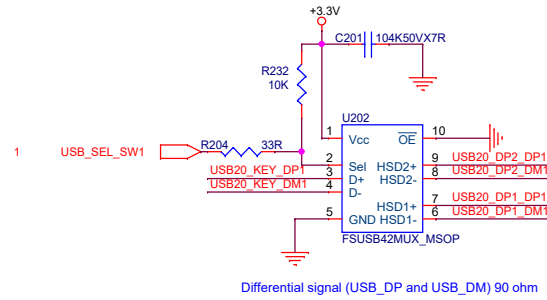 +3.3V
C201 104K50VX7R
R232
10K
U202
1 Vcc OE 10
1 USB_SEL_SW1 R204 33R
2 Sel HSD2+ 9 USB20_DP2_DP1
USB20_KEY_DP1 3 D+ HSD2- 8 USB20_DP2_DM1
USB20_KEY_DM1 4 D-
HSD1+ 7 USB20_DP1_DP1
5 GND HSD1- 6 USB20_DP1_DM1
FSUSB42MUX_MSOP
Differential signal (USB_DP and USB_DM) 90 ohm